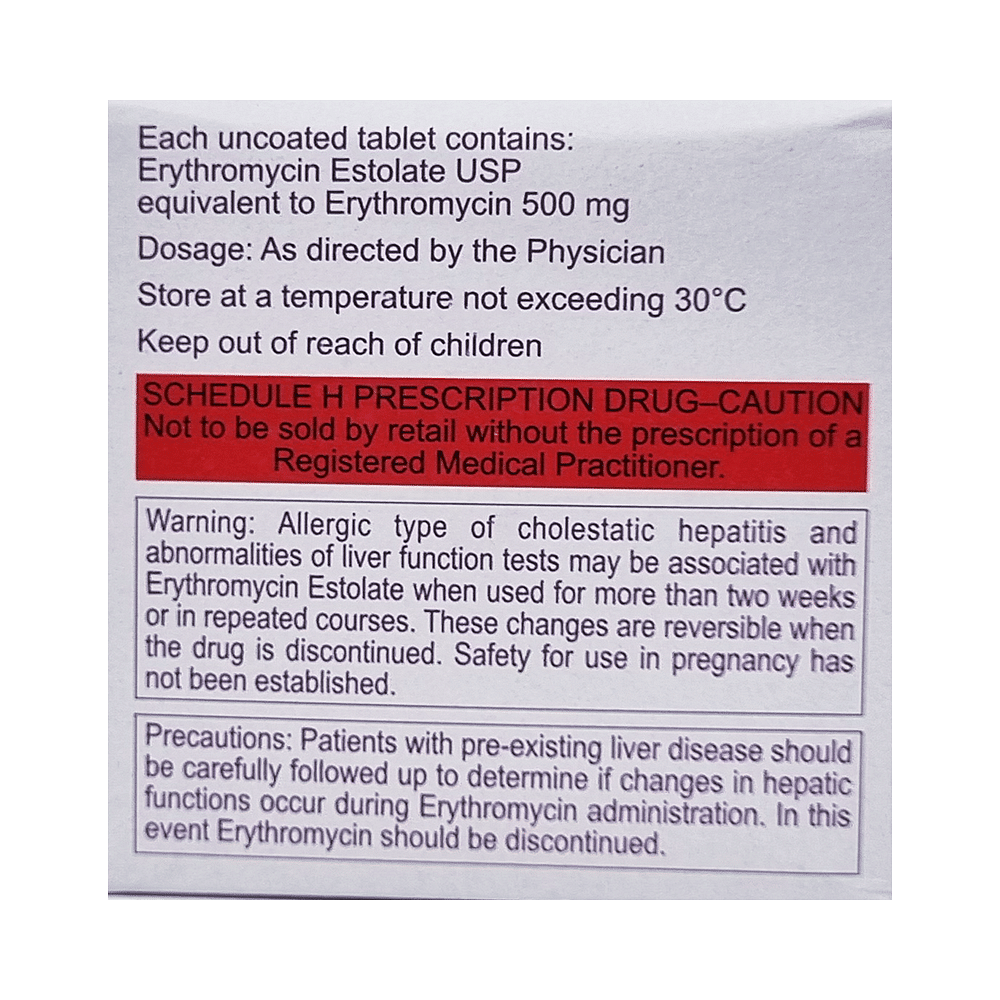 Each uncoated tablet contains:
Erythromycin Estolate USP
equivalent to Erythromycin 500 mg
Dosage: As directed by the Physician
Store at a temperature not exceeding 30°C
Keep out of reach of children
SCHEDULE H PRESCRIPTION DRUG–CAUTION
Not to be sold by retail without the prescription of a
Registered Medical Practitioner.
Warning: Allergic type of cholestatic hepatitis and
abnormalities of liver function tests may be associated with
Erythromycin Estolate when used for more than two weeks
or in repeated courses. These changes are reversible when
the drug is discontinued. Safety for use in pregnancy has
not been established.
Precautions: Patients with pre-existing liver disease should
be carefully followed up to determine if changes in hepatic
functions occur during Erythromycin administration. In this
event Erythromycin should be discontinued.